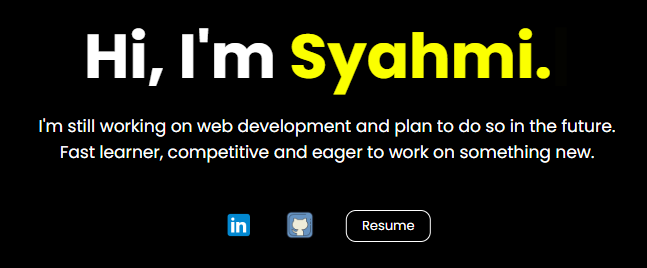 Hi, I'm Syahmi.
I'm still working on web development and plan to do so in the future.
Fast learner, competitive and eager to work on something new.
in
Resume